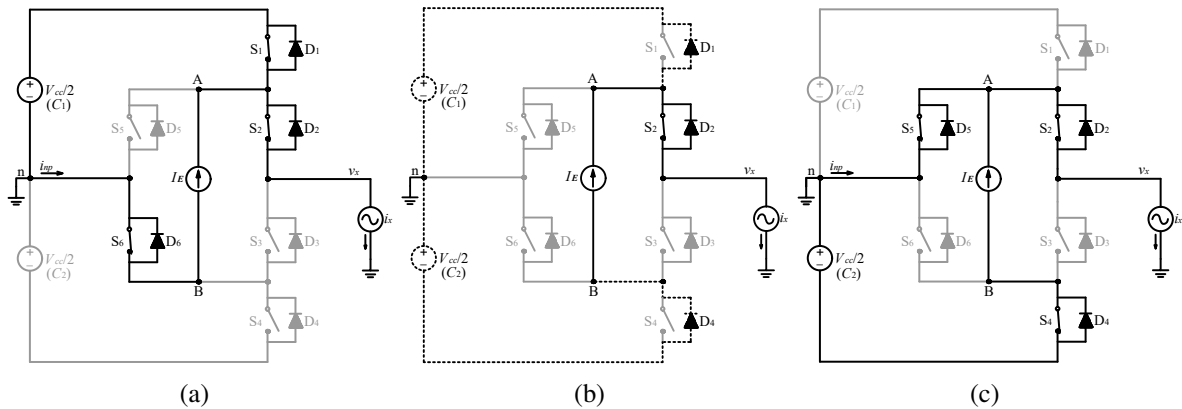 S1 D1
A
Vcc/2
(C1)
S5 D5
S2 D2
n inp
IE
vx
ix
S6 D6
S3 D3
Vcc/2
(C2)
B
S4 D4
(a)
S1 D1
A
Vcc/2
(C1)
S5 D5
S2 D2
n
IE
vx
ix
S6 D6
S3 D3
Vcc/2
(C2)
B
S4 D4
(b)
S1 D1
A
Vcc/2
(C1)
S5 D5
S2 D2
n inp
IE
vx
ix
S6 D6
S3 D3
Vcc/2
(C2)
B
S4 D4
(c)